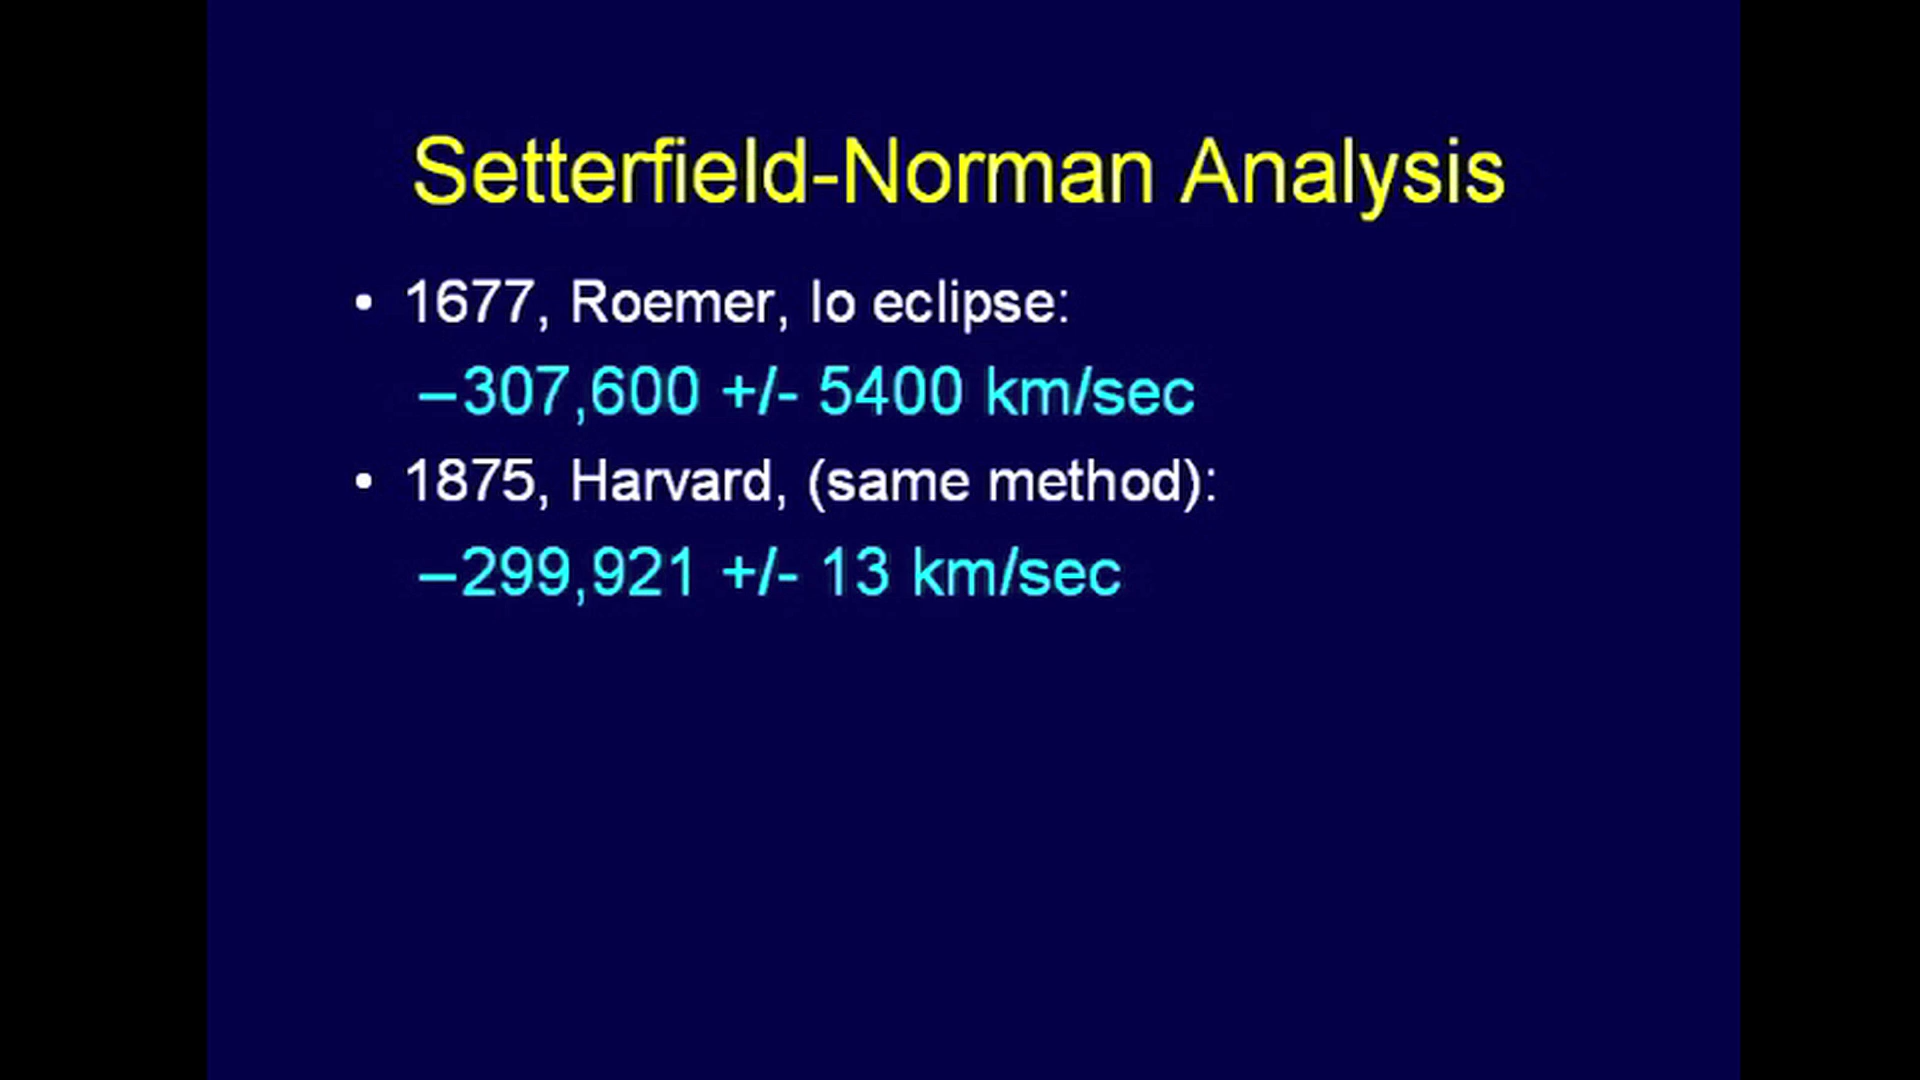 Setterfield-Norman Analysis
• 1677, Roemer, Io eclipse:
–307,600 +/- 5400 km/sec
• 1875, Harvard, (same method):
–299,921 +/- 13 km/sec